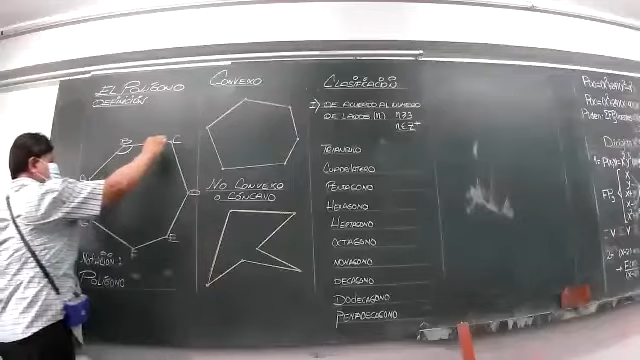 EL POLÍGONO
DEFINICIÓN
B
C
D
E
F
G
NOTACIÓN:
POLÍGONO
CONVEXO
NO CONVEXO
O CÓNCAVO
CLASIFICACIÓN
I) DE ACUERDO AL NÚMERO
DE LADOS (n) n≥3
n∈Z⁺
TRIÁNGULO
CUADRILÁTERO
PENTÁGONO
HEXÁGONO
HEPTÁGONO
OCTÁGONO
NONÁGONO
DECÁGONO
DODECÁGONO
PENTADECÁGONO